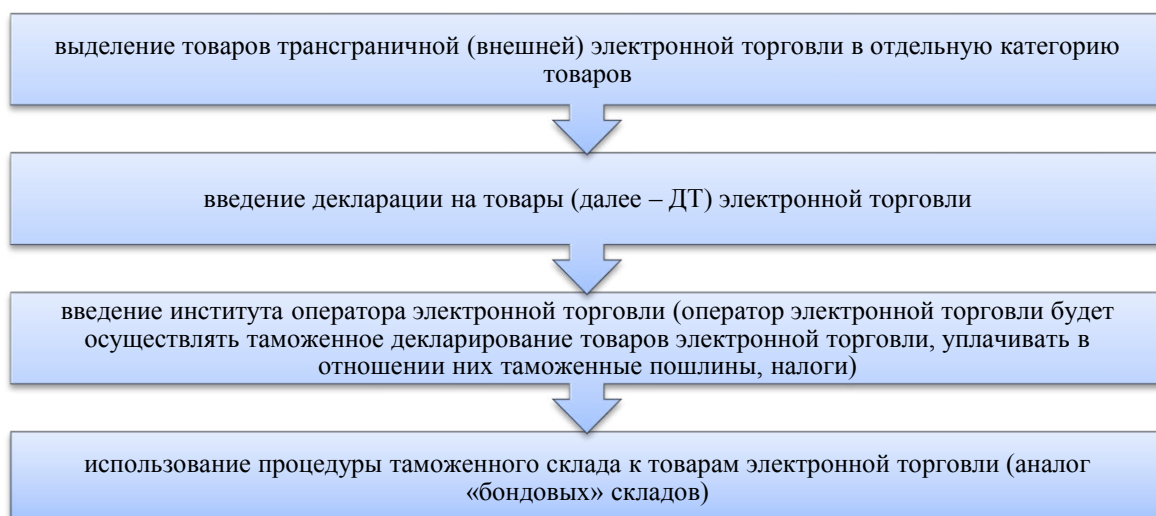 выделение товаров трансграничной (внешней) электронной торговли в отдельную категорию
товаров
введение декларации на товары (далее – ДТ) электронной торговли
введение института оператора электронной торговли (оператор электронной торговли будет
осуществлять таможенное декларирование товаров электронной торговли, уплачивать в
отношении них таможенные пошлины, налоги)
использование процедуры таможенного склада к товарам электронной торговли (аналог
«бондовых» складов)